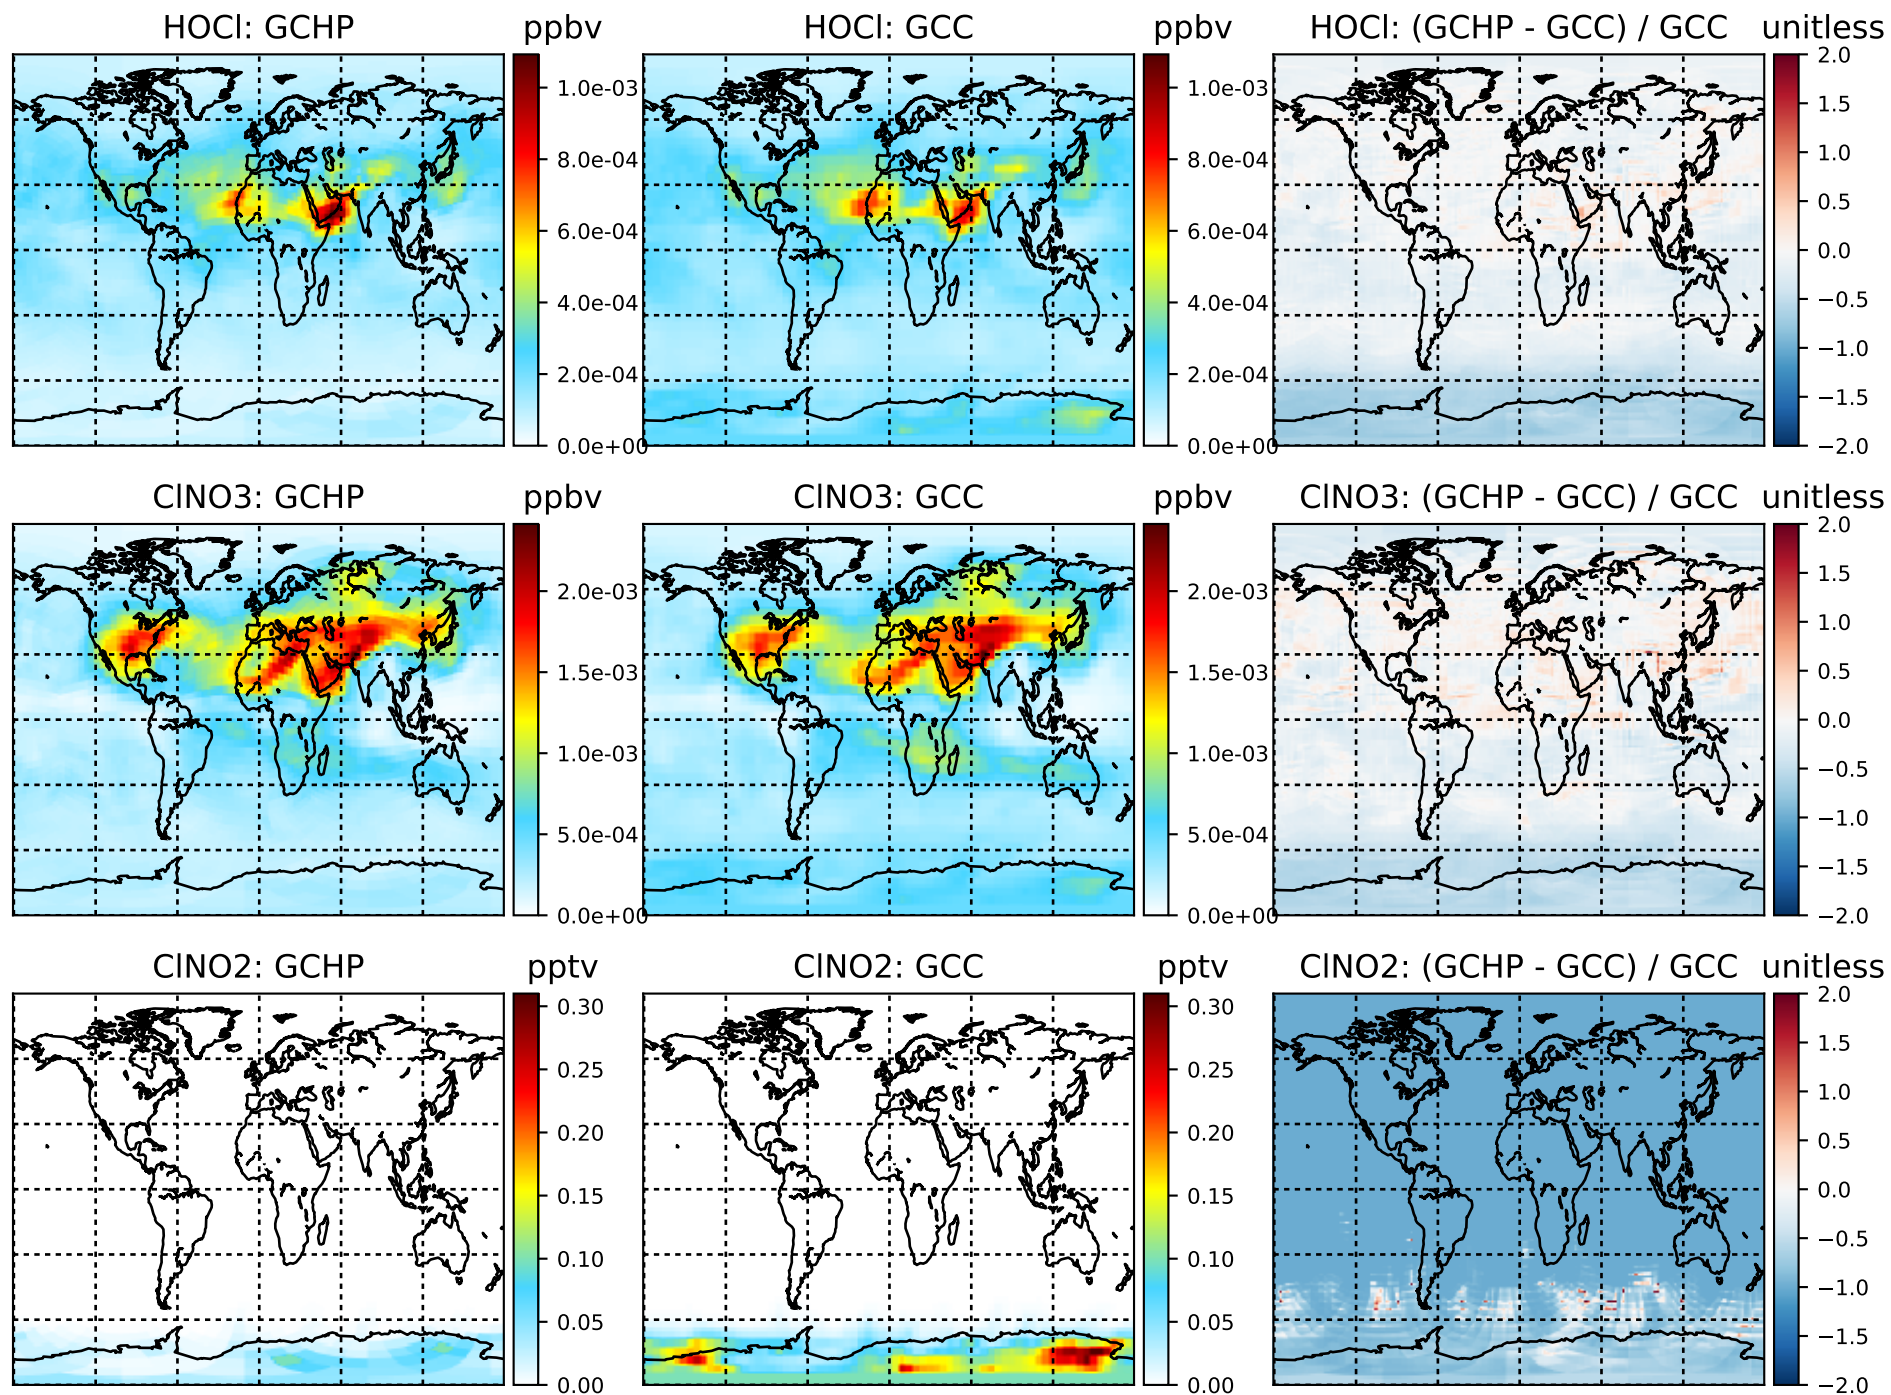 HOCl: GCHP ppbv HOCl: GCC ppbv HOCl: (GCHP - GCC) / GCC unitless
1.0e-03 1.0e-03 2.0
1.5
8.0e-04 8.0e-04 1.0
6.0e-04 6.0e-04 0.5
0.0
4.0e-04 4.0e-04 −0.5
2.0e-04 2.0e-04 −1.0
−1.5
0.0e+00 0.0e+00 −2.0
ClNO3: GCHP ppbv ClNO3: GCC ppbv ClNO3: (GCHP - GCC) / GCC unitless
2.0
2.0e-03 2.0e-03 1.5
1.0
1.5e-03 1.5e-03 0.5
0.0
1.0e-03 1.0e-03 −0.5
−1.0
5.0e-04 5.0e-04 −1.5
0.0e+00 0.0e+00 −2.0
ClNO2: GCHP pptv ClNO2: GCC pptv ClNO2: (GCHP - GCC) / GCC unitless
0.30 0.30 2.0
0.25 0.25 1.5
1.0
0.20 0.20 0.5
0.15 0.15 0.0
0.10 0.10 −0.5
−1.0
0.05 0.05 −1.5
0.00 0.00 −2.0